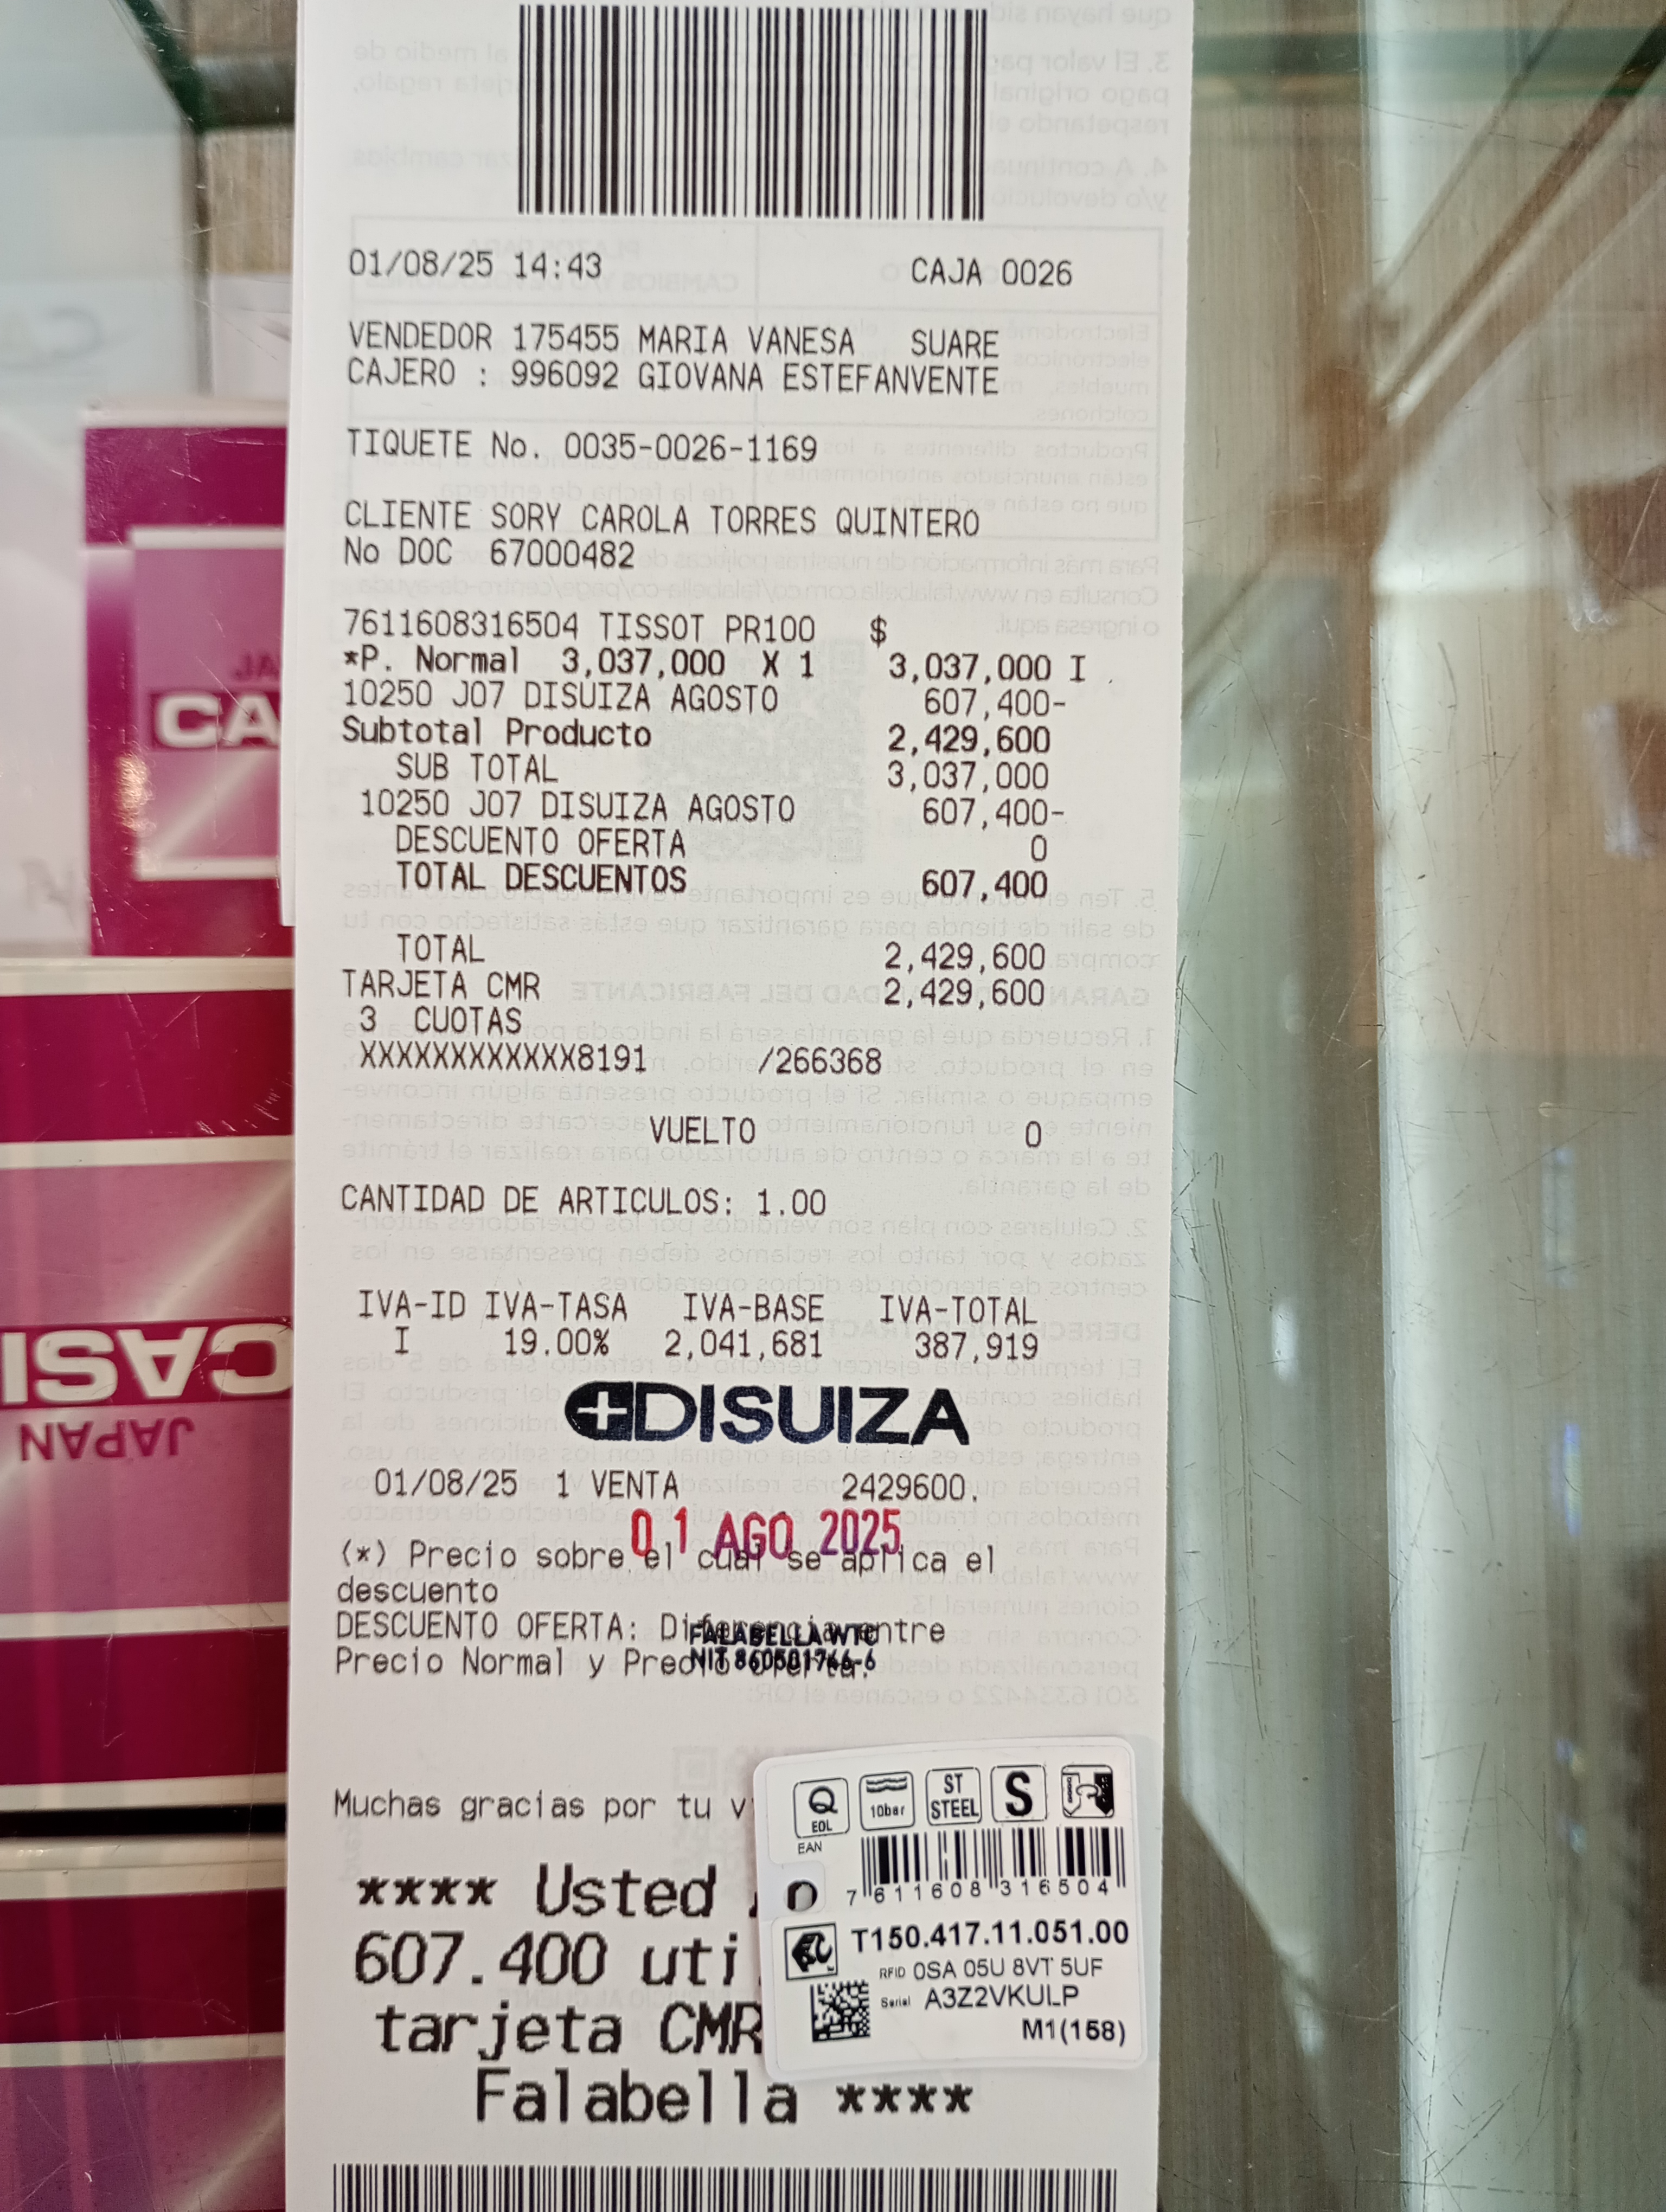 01/08/25 14:43 CAJA 0026
VENDEDOR 175455 MARIA VANESA SUARE
CAJERO : 996092 GIOVANA ESTEFANVENTE
TIQUETE No. 0035-0026-1169
CLIENTE SORY CAROLA TORRES QUINTERO
No DOC 67000482
7611608316504 TISSOT PR100 $
*P. Normal 3,037,000 X 1 3,037,000 I
10250 J07 DISUIZA AGOSTO 607,400-
Subtotal Producto 2,429,600
SUB TOTAL 3,037,000
10250 J07 DISUIZA AGOSTO 607,400-
DESCUENTO OFERTA 0
TOTAL DESCUENTOS 607,400
TOTAL 2,429,600
TARJETA CMR 2,429,600
3 CUOTAS
XXXXXXXXXXXX8191 /266368
VUELTO 0
CANTIDAD DE ARTICULOS: 1.00
IVA-ID IVA-TASA IVA-BASE IVA-TOTAL
I 19.00% 2,041,681 387,919
DISUIZA
01/08/25 1 VENTA 2429600.
01 AGO 2025
(*) Precio sobre el cual se aplica el
descuento
DESCUENTO OFERTA: Diferencia entre
FALABELLA WTC
Precio Normal y Precio Oferta.
NIT 860501746-6
Muchas gracias por tu v
**** Usted
607.400 uti
tarjeta CMR
Falabella ****
Q EOL
10bar
ST STEEL
S
EAN
7 611608 316504
T150.417.11.051.00
RFID 0SA 05U 8VT 5UF
Serial A3Z2VKULP
M1(158)
CA
CASI
JAPAN